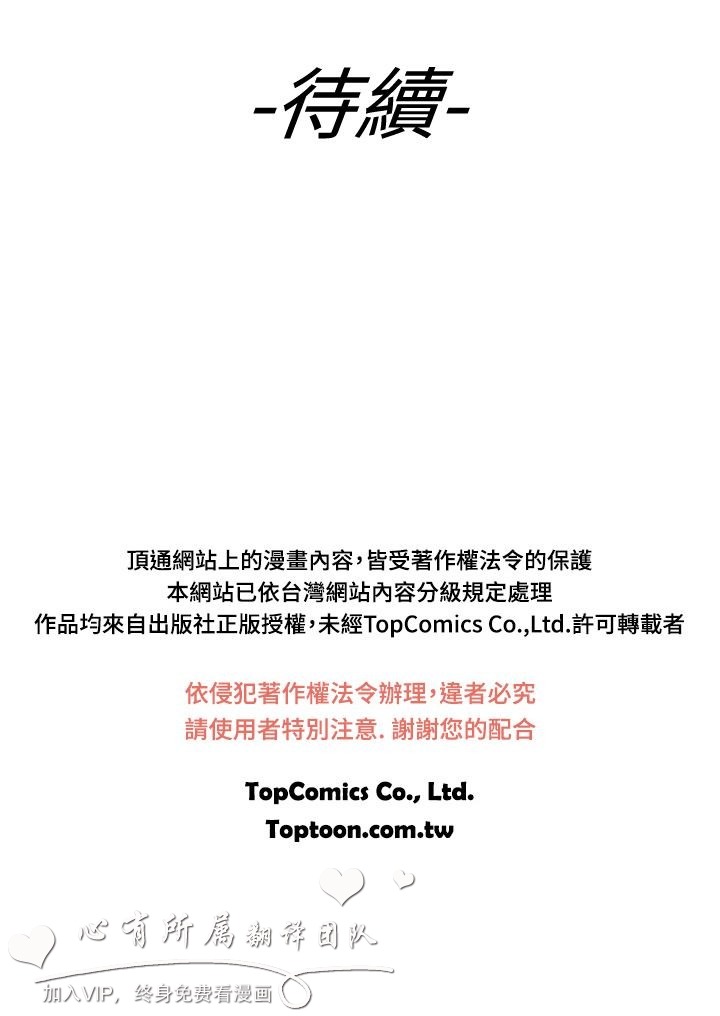 -待續-
頂通網站上的漫畫內容，皆受著作權法令的保護
本網站已依台灣網站內容分級規定處理
作品均來自出版社正版授權，未經TopComics Co.,Ltd.許可轉載者
依侵犯著作權法令辦理，違者必究
請使用者特別注意. 謝謝您的配合
TopComics Co., Ltd.
Toptoon.com.tw
心有所属翻译团队
加入VIP，终身免费看漫画